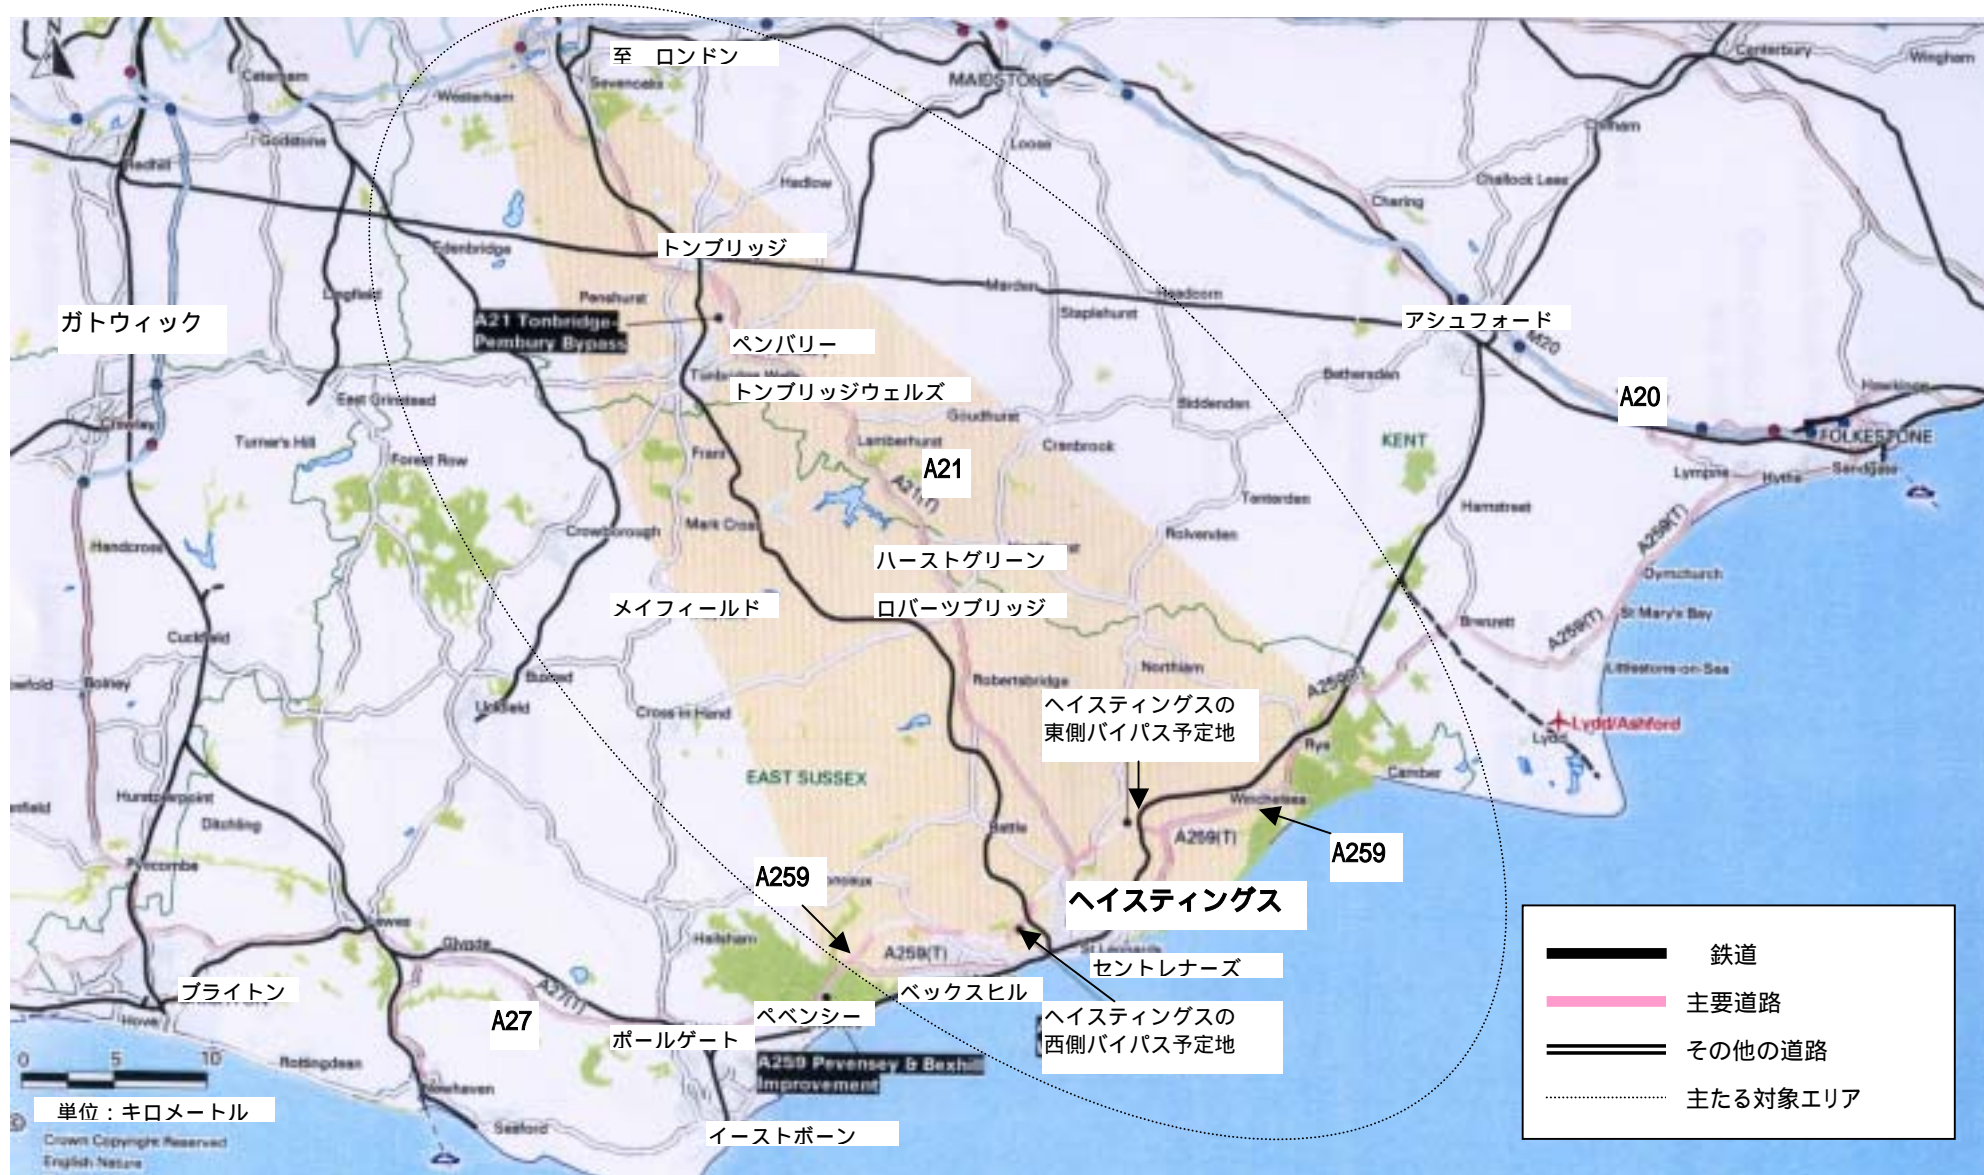 N
至 ロンドン
Caterham
Westerham
Sevenoaks
MAIDSTONE
Canterbury
Wingham
Godstone
Redhill
Loose
Chilham
Hadlow
Challock Lees
Charing
Edenbridge
トンブリッジ
Lingfield
Penshurst
Marden
Headcorn
Staplehurst
ガトウィック
A21 Tonbridge-
Pembury Bypass
ペンバリー
アシュフォード
M20
トンブリッジウェルズ
Bethersden
Hawkinge
East Grinstead
Goudhurst
Biddenden
A20
Crawley
Turner's Hill
Lamberhurst
Cranbrook
KENT
FOLKESTONE
Forest Row
Frant
A21
Lympne
Hythe
Sandgate
A21(T)
Tenterden
Hamstreet
Mark Cross
Crowborough
Rolvenden
A259(T)
Handcross
ハーストグリーン
Dymchurch
メイフィールド
ロバーツブリッジ
St Mary's Bay
Brenzett
A259(T)
Cuckfield
Northiam
Littlestone-on-Sea
Bolney
Buxted
Robertsbridge
A259(T)
Uckfield
Cross in Hand
ヘイスティングスの
東側バイパス予定地
Lydd/Ashford
Lydd
Rye
EAST SUSSEX
Camber
Hurstpierpoint
Winchelsea
Ditchling
Battle
A259(T)
A259
Pyecombe
A259
ヘイスティングス
Lewes
Glynde
Hailsham
A259(T)
St Leonards
セントレナーズ
ブライトン
A27(T)
ベックスヒル
A27
ペベンシー
ヘイスティングスの
西側バイパス予定地
Hove
ポールゲート
Rottingdean
A259 Pevensey & Bexhill
Improvement
0 5 10
Newhaven
単位：キロメートル
Seaford
イーストボーン
Crown Copyright Reserved
English Nature
鉄道
主要道路
その他の道路
主たる対象エリア